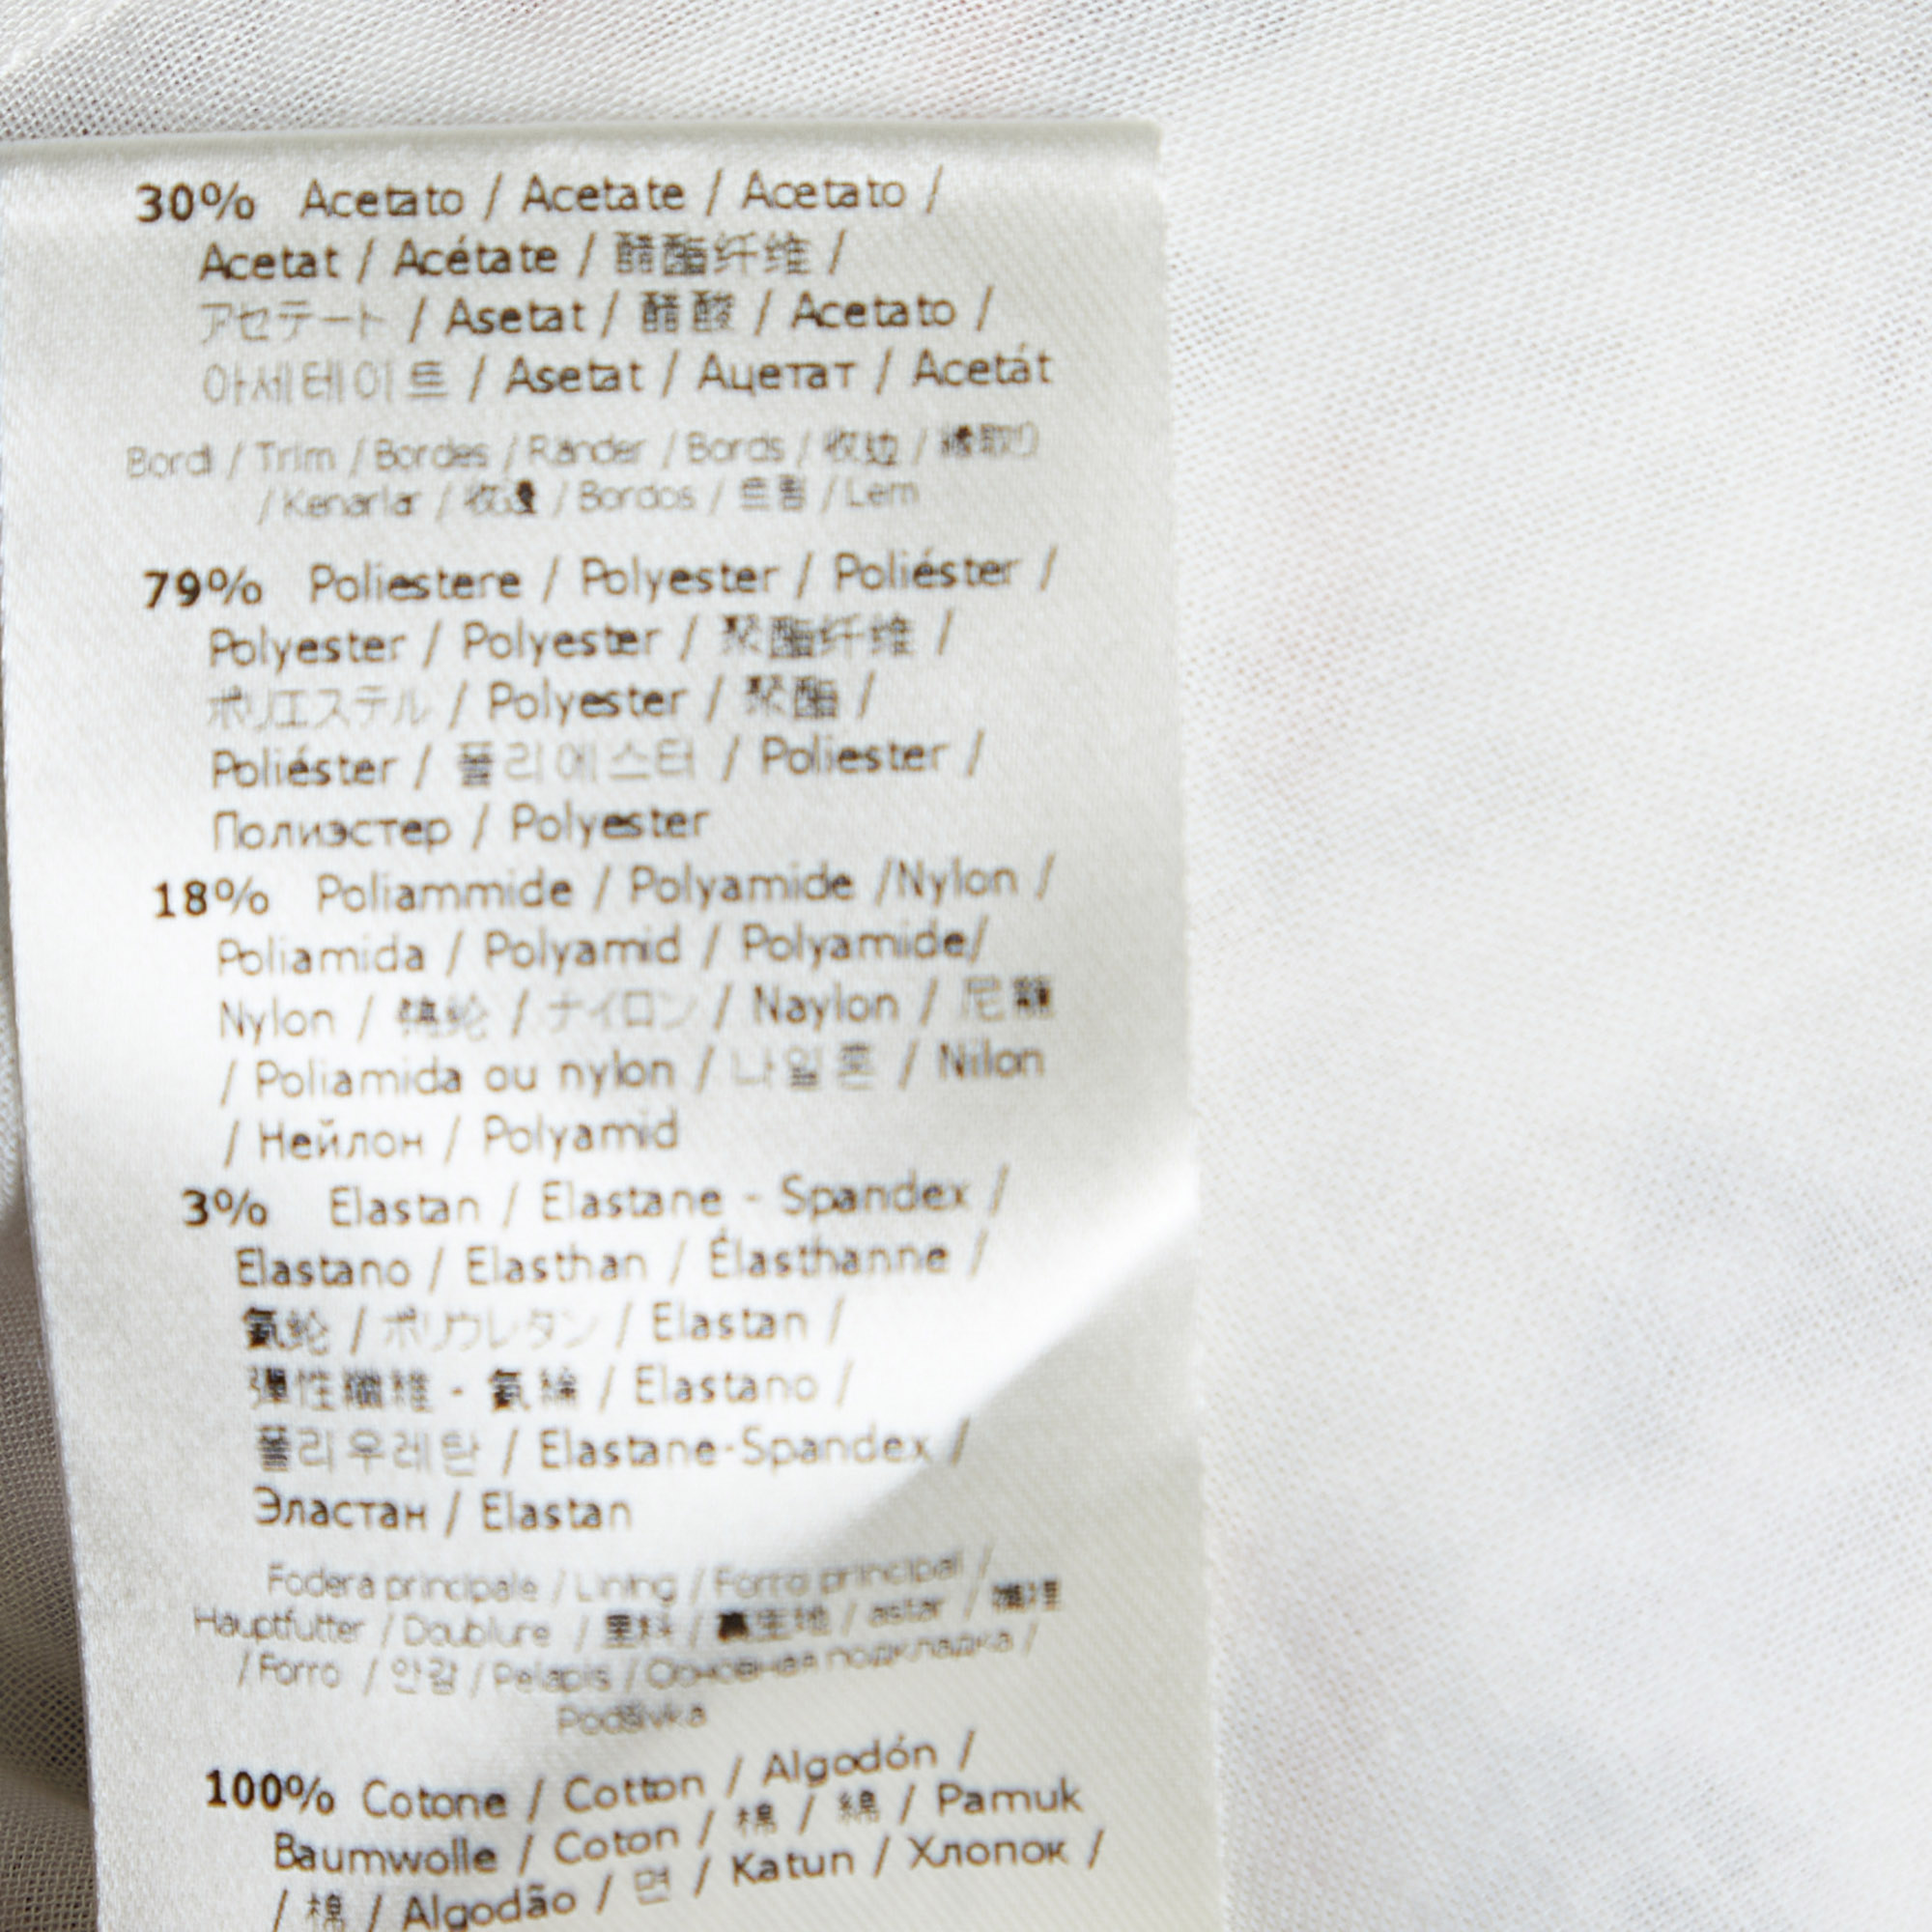 30% Acetato / Acetate / Acetato /
Acetat / Acétate / 醋酯纤维 /
アセテート / Asetat / 醋酸 / Acetato /
아세테이트 / Asetat / Ацетат / Acetát
Bordi / Trim / Bordes / Ränder / Bords / 收边 / 縁取り
/ Kenarlar / 收邊 / Bordos / 트림 / Lem
79% Poliestere / Polyester / Poliéster /
Polyester / Polyester / 聚酯纤维 /
ポリエステル / Polyester / 聚酯 /
Poliéster / 폴리에스터 / Poliester /
Полиэстер / Polyester
18% Poliammide / Polyamide /Nylon /
Poliamida / Polyamid / Polyamide/
Nylon / 锦纶 / ナイロン / Naylon / 尼龍
/ Poliamida ou nylon / 나일론 / Nilon
/ Нейлон / Polyamid
3% Elastan / Elastane - Spandex /
Elastano / Elasthan / Élasthanne /
氨纶 / ポリウレタン / Elastan /
彈性纖維 - 氨綸 / Elastano /
폴리우레탄 / Elastane-Spandex /
Эластан / Elastan
Fodera principale / Lining / Forro principal /
Hauptfutter / Doublure / 里料 / 裏生地 / astar /
/ Forro / 안감 / Pelapis / Основная подкладка /
Podšívka
100% Cotone / Cotton / Algodón /
Baumwolle / Coton / 棉 / 綿 / Pamuk
/ 棉 / Algodão / 면 / Katun / Хлопок /